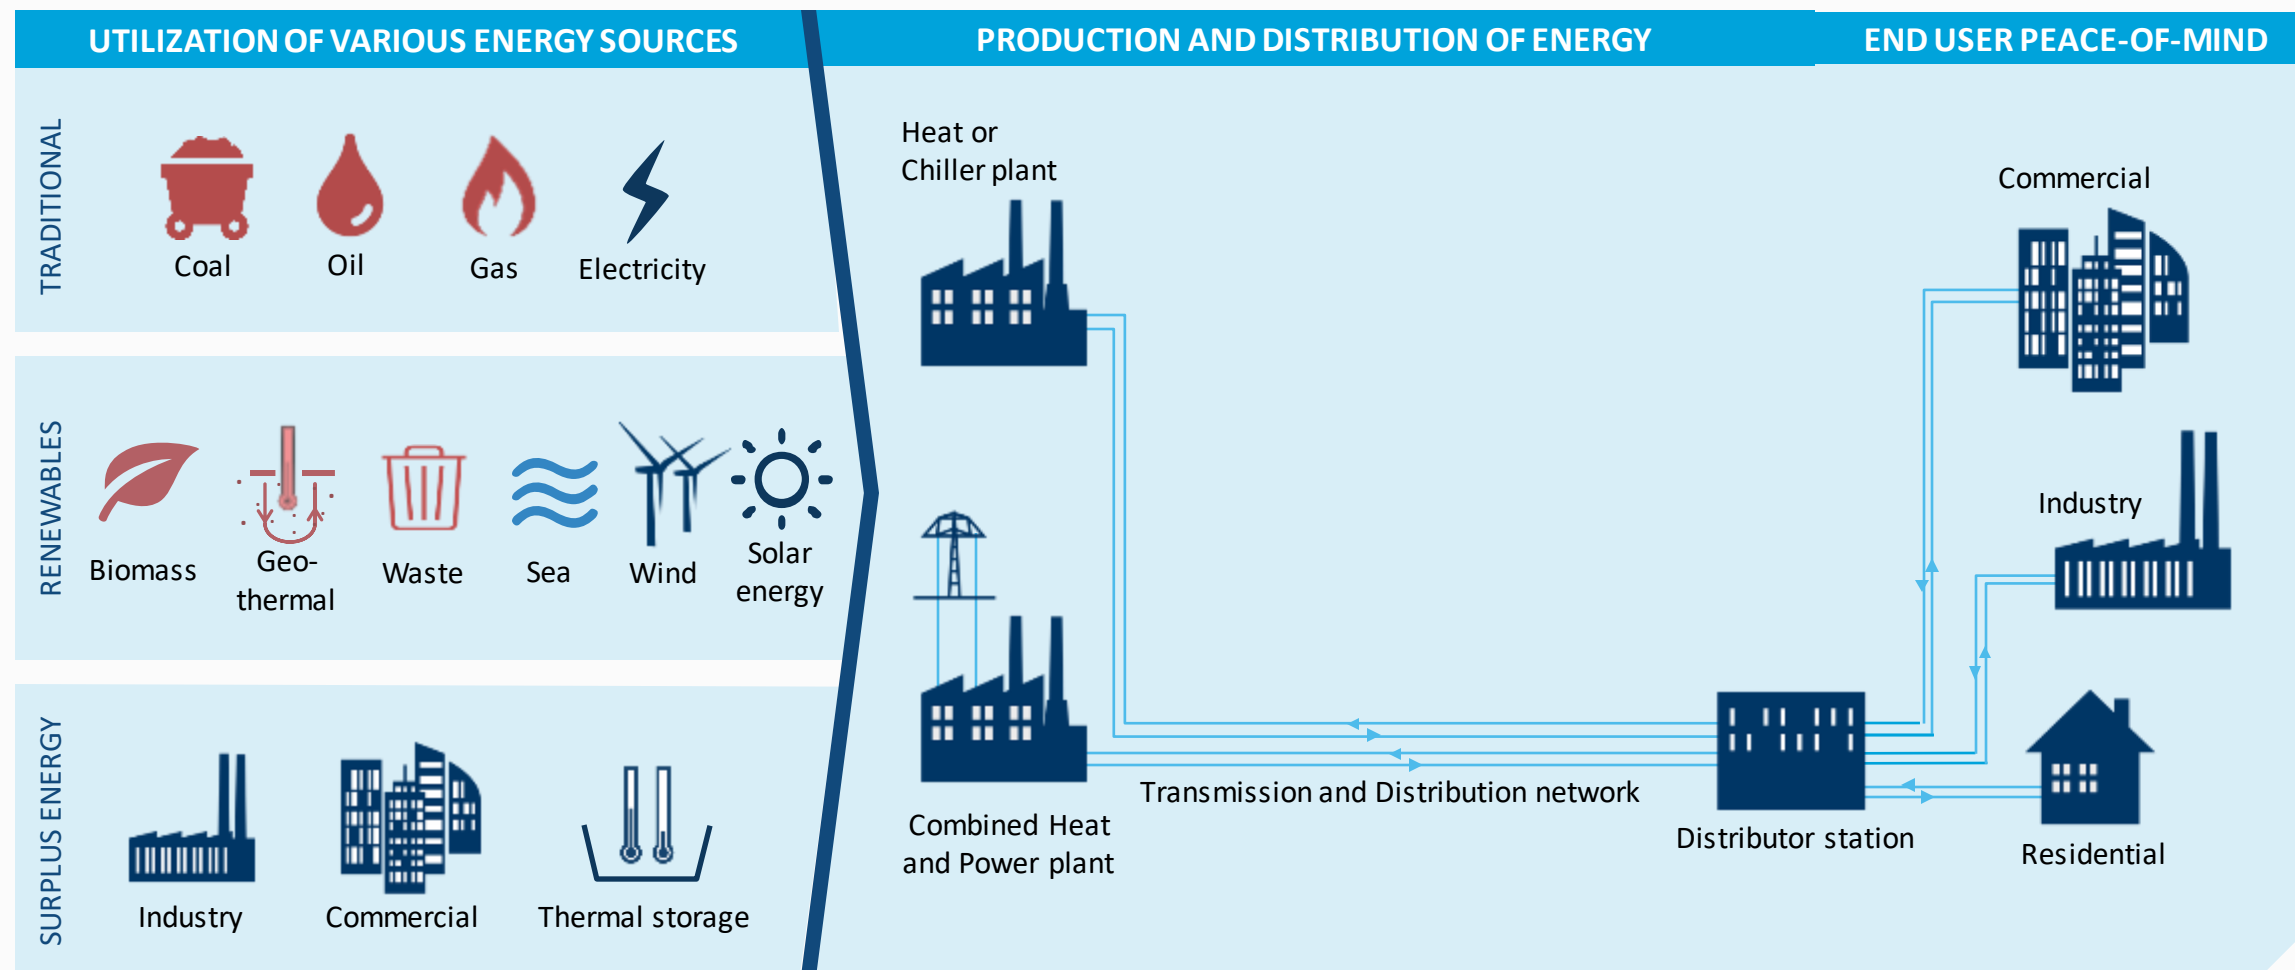 UTILIZATION OF VARIOUS ENERGY SOURCES
PRODUCTION AND DISTRIBUTION OF ENERGY
END USER PEACE-OF-MIND
TRADITIONAL
Coal
Oil
Gas
Electricity
RENEWABLES
Biomass
Geo-
thermal
Waste
Sea
Wind
Solar
energy
SURPLUS ENERGY
Industry
Commercial
Thermal storage
Heat or
Chiller plant
Combined Heat
and Power plant
Transmission and Distribution network
Distributor station
Commercial
Industry
Residential